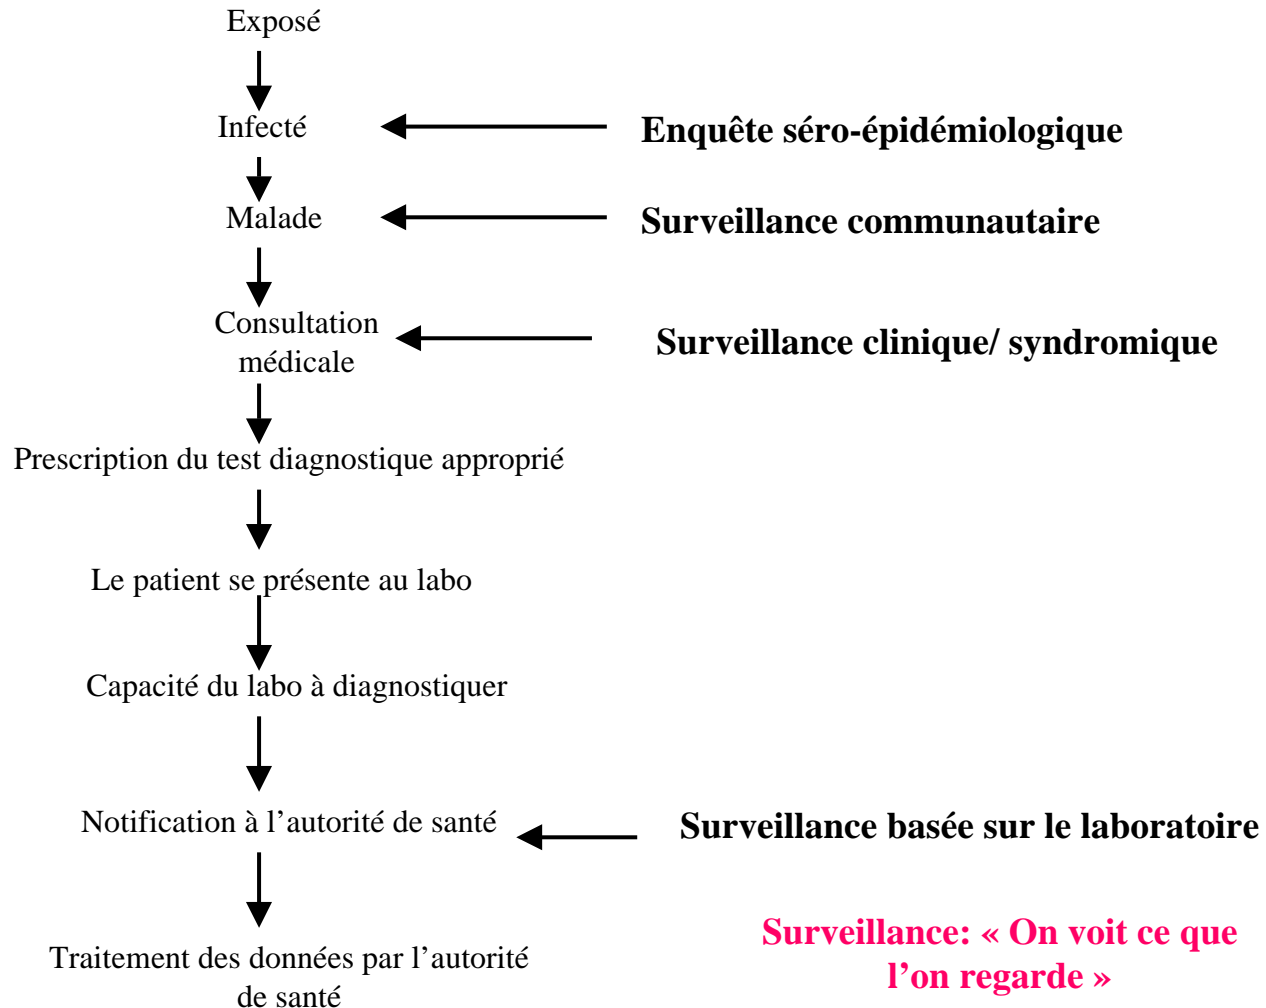 Exposé
Infecté
Enquête séro-épidémiologique
Malade
Surveillance communautaire
Consultation
médicale
Surveillance clinique/ syndromique
Prescription du test diagnostique approprié
Le patient se présente au labo
Capacité du labo à diagnostiquer
Notification à l’autorité de santé
Surveillance basée sur le laboratoire
Traitement des données par l’autorité
de santé
Surveillance: « On voit ce que
l’on regarde »